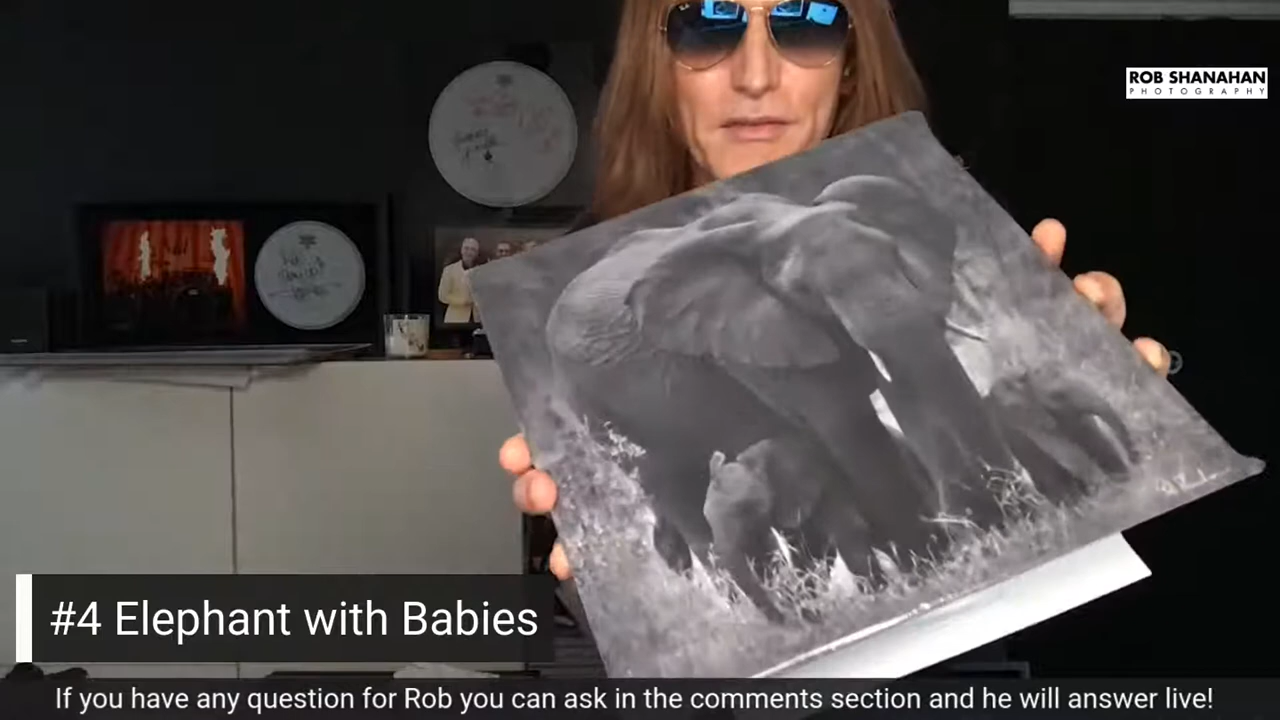 ROB SHANAHAN
PHOTOGRAPHY
#4 Elephant with Babies
If you have any question for Rob you can ask in the comments section and he will answer live!